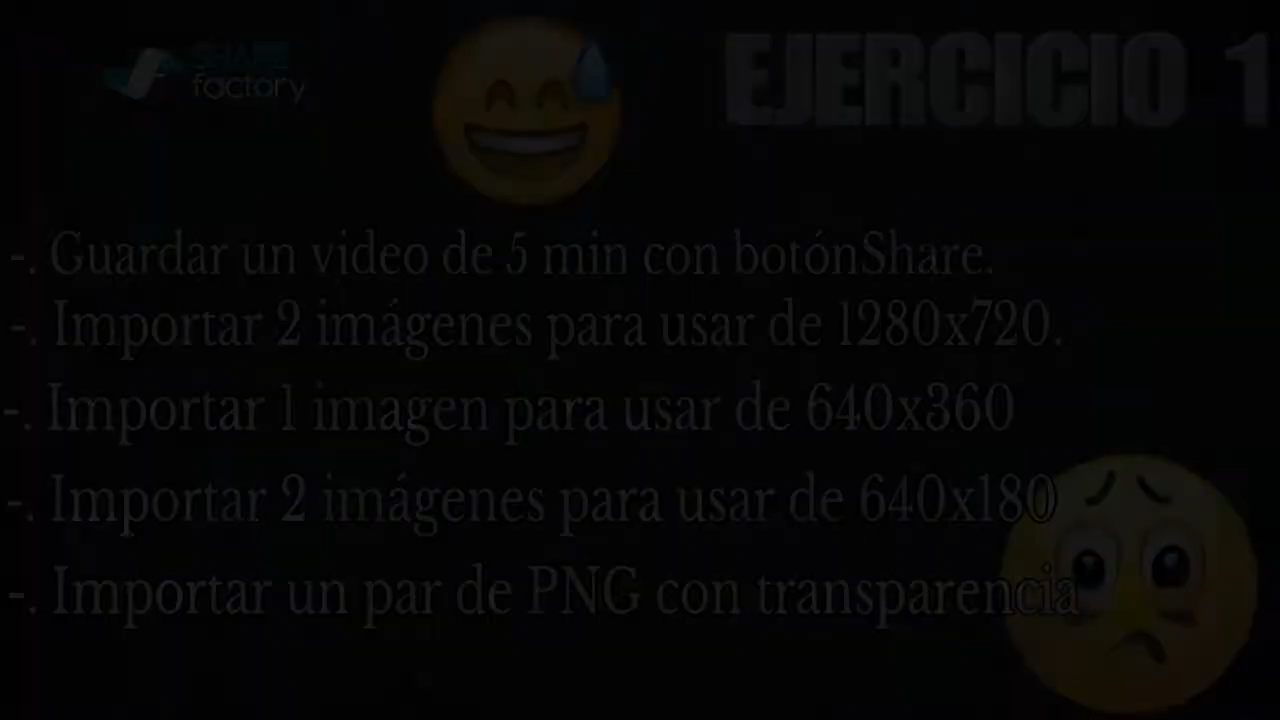 SHARE
factory
EJERCICIO 1
-. Guardar un video de 5 min con botónShare.
-. Importar 2 imágenes para usar de 1280x720.
-. Importar 1 imagen para usar de 640x360
-. Importar 2 imágenes para usar de 640x180
-. Importar un par de PNG con transparencia